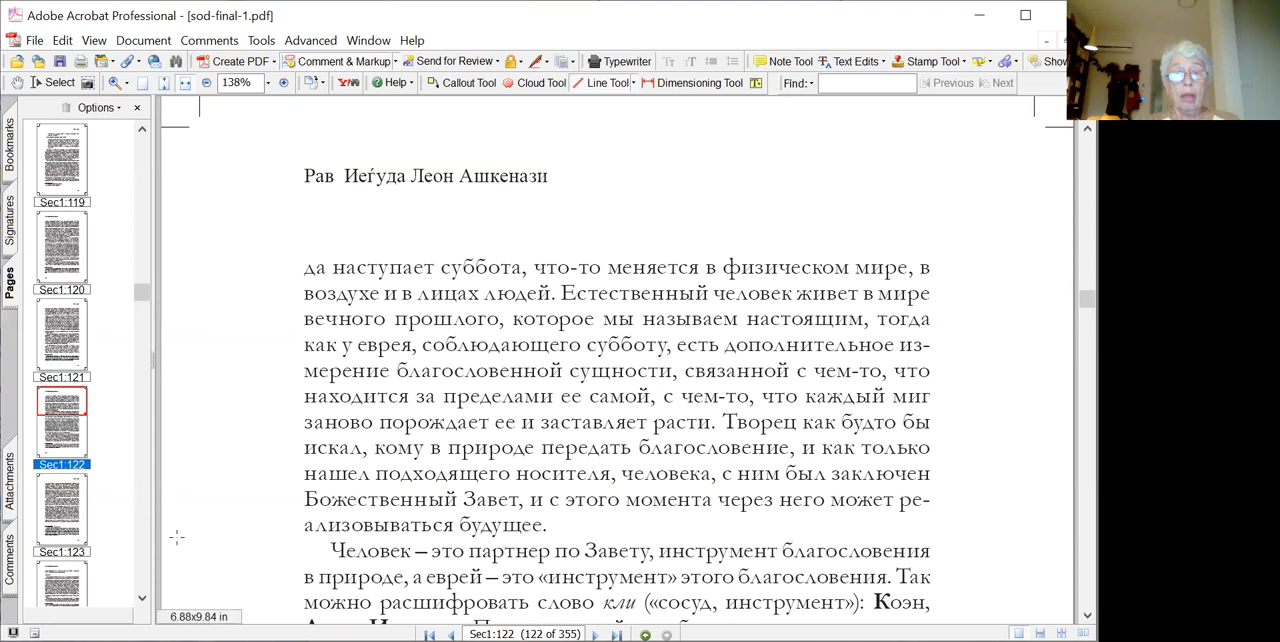 Adobe Acrobat Professional - [sod-final-1.pdf]
File Edit View Document Comments Tools Advanced Window Help
Create PDF Comment & Markup Send for Review Typewriter Note Tool Text Edits Stamp Tool Show
Select 138% Help Callout Tool Cloud Tool Line Tool Dimensioning Tool Find: Previous Next
Options
Bookmarks
Signatures
Pages
Attachments
Comments
Sec1:119
Sec1:120
Sec1:121
Sec1:122
Sec1:123
Рав Иеѓуда Леон Ашкенази
да наступает суббота, что-то меняется в физическом мире, в
воздухе и в лицах людей. Естественный человек живет в мире
вечного прошлого, которое мы называем настоящим, тогда
как у еврея, соблюдающего субботу, есть дополнительное из-
мерение благословенной сущности, связанной с чем-то, что
находится за пределами ее самой, с чем-то, что каждый миг
заново порождает ее и заставляет расти. Творец как будто бы
искал, кому в природе передать благословение, и как только
нашел подходящего носителя, человека, с ним был заключен
Божественный Завет, и с этого момента через него может ре-
ализовываться будущее.
Человек – это партнер по Завету, инструмент благословения
в природе, а еврей – это «инструмент» этого благословения. Так
можно расшифровать слово кли («сосуд, инструмент»): Коэн,
6.88x9.84 in
Sec1:122 (122 of 355)